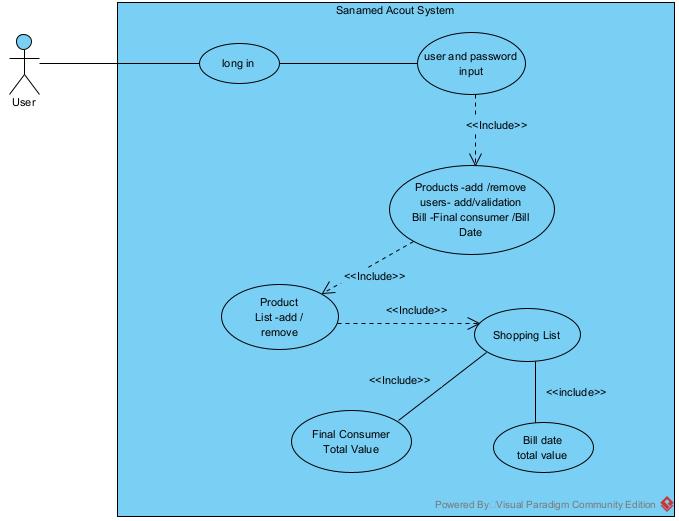 Sanamed Acout System
long in
user and password
input
User
<<Include>>
Products -add /remove
users- add/validation
Bill -Final consumer /Bill
Date
<<Include>>
Product
List -add /
remove
<<Include>>
Shopping List
<<Include>>
<<include>>
Final Consumer
Total Value
Bill date
total value
Powered By: Visual Paradigm Community Edition